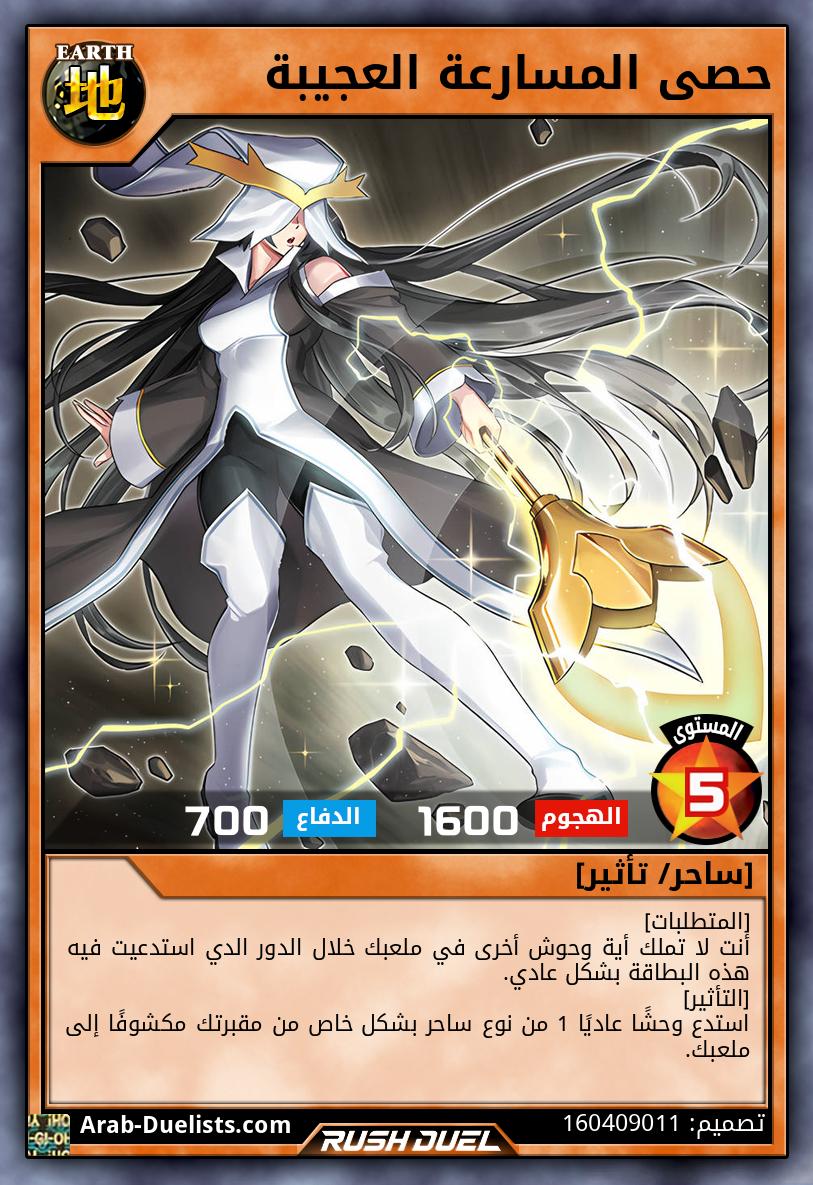 EARTH
地
حصى المسارعة العجيبة
المستوى
5
الهجوم 1600 الدفاع 700
[ساحر/ تأثير]
[المتطلبات]
أنت لا تملك أية وحوش أخرى في ملعبك خلال الدور الدي استدعيت فيه
هذه البطاقة بشكل عادي.
[التأثير]
استدع وحشًا عاديًا 1 من نوع ساحر بشكل خاص من مقبرتك مكشوفًا إلى
ملعبك.
تصميم: 160409011
Arab-Duelists.com
RUSH DUEL